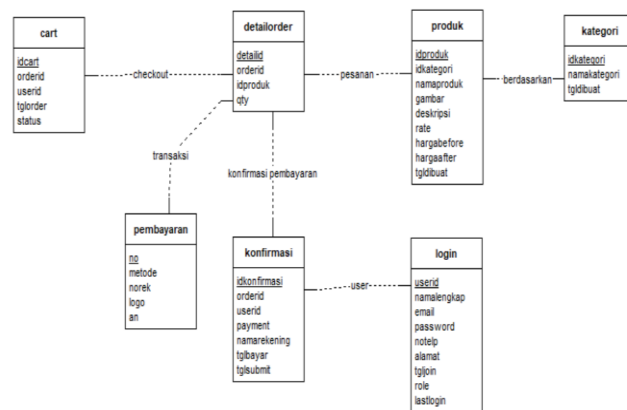 cart
idcart
orderid
userid
tglorder
status
checkout
detailorder
detailid
orderid
idproduk
qty
pesanan
produk
idproduk
idkategori
namaproduk
gambar
deskripsi
rate
hargabefore
hargaafter
tgldibuat
berdasarkan
kategori
idkategori
namakategori
tgldibuat
transaksi
konfirmasi pembayaran
pembayaran
no
metode
norek
logo
an
konfirmasi
idkonfirmasi
orderid
userid
payment
namarekening
tglbayar
tglsubmit
user
login
userid
namalengkap
email
password
notelp
alamat
tgljoin
role
lastlogin